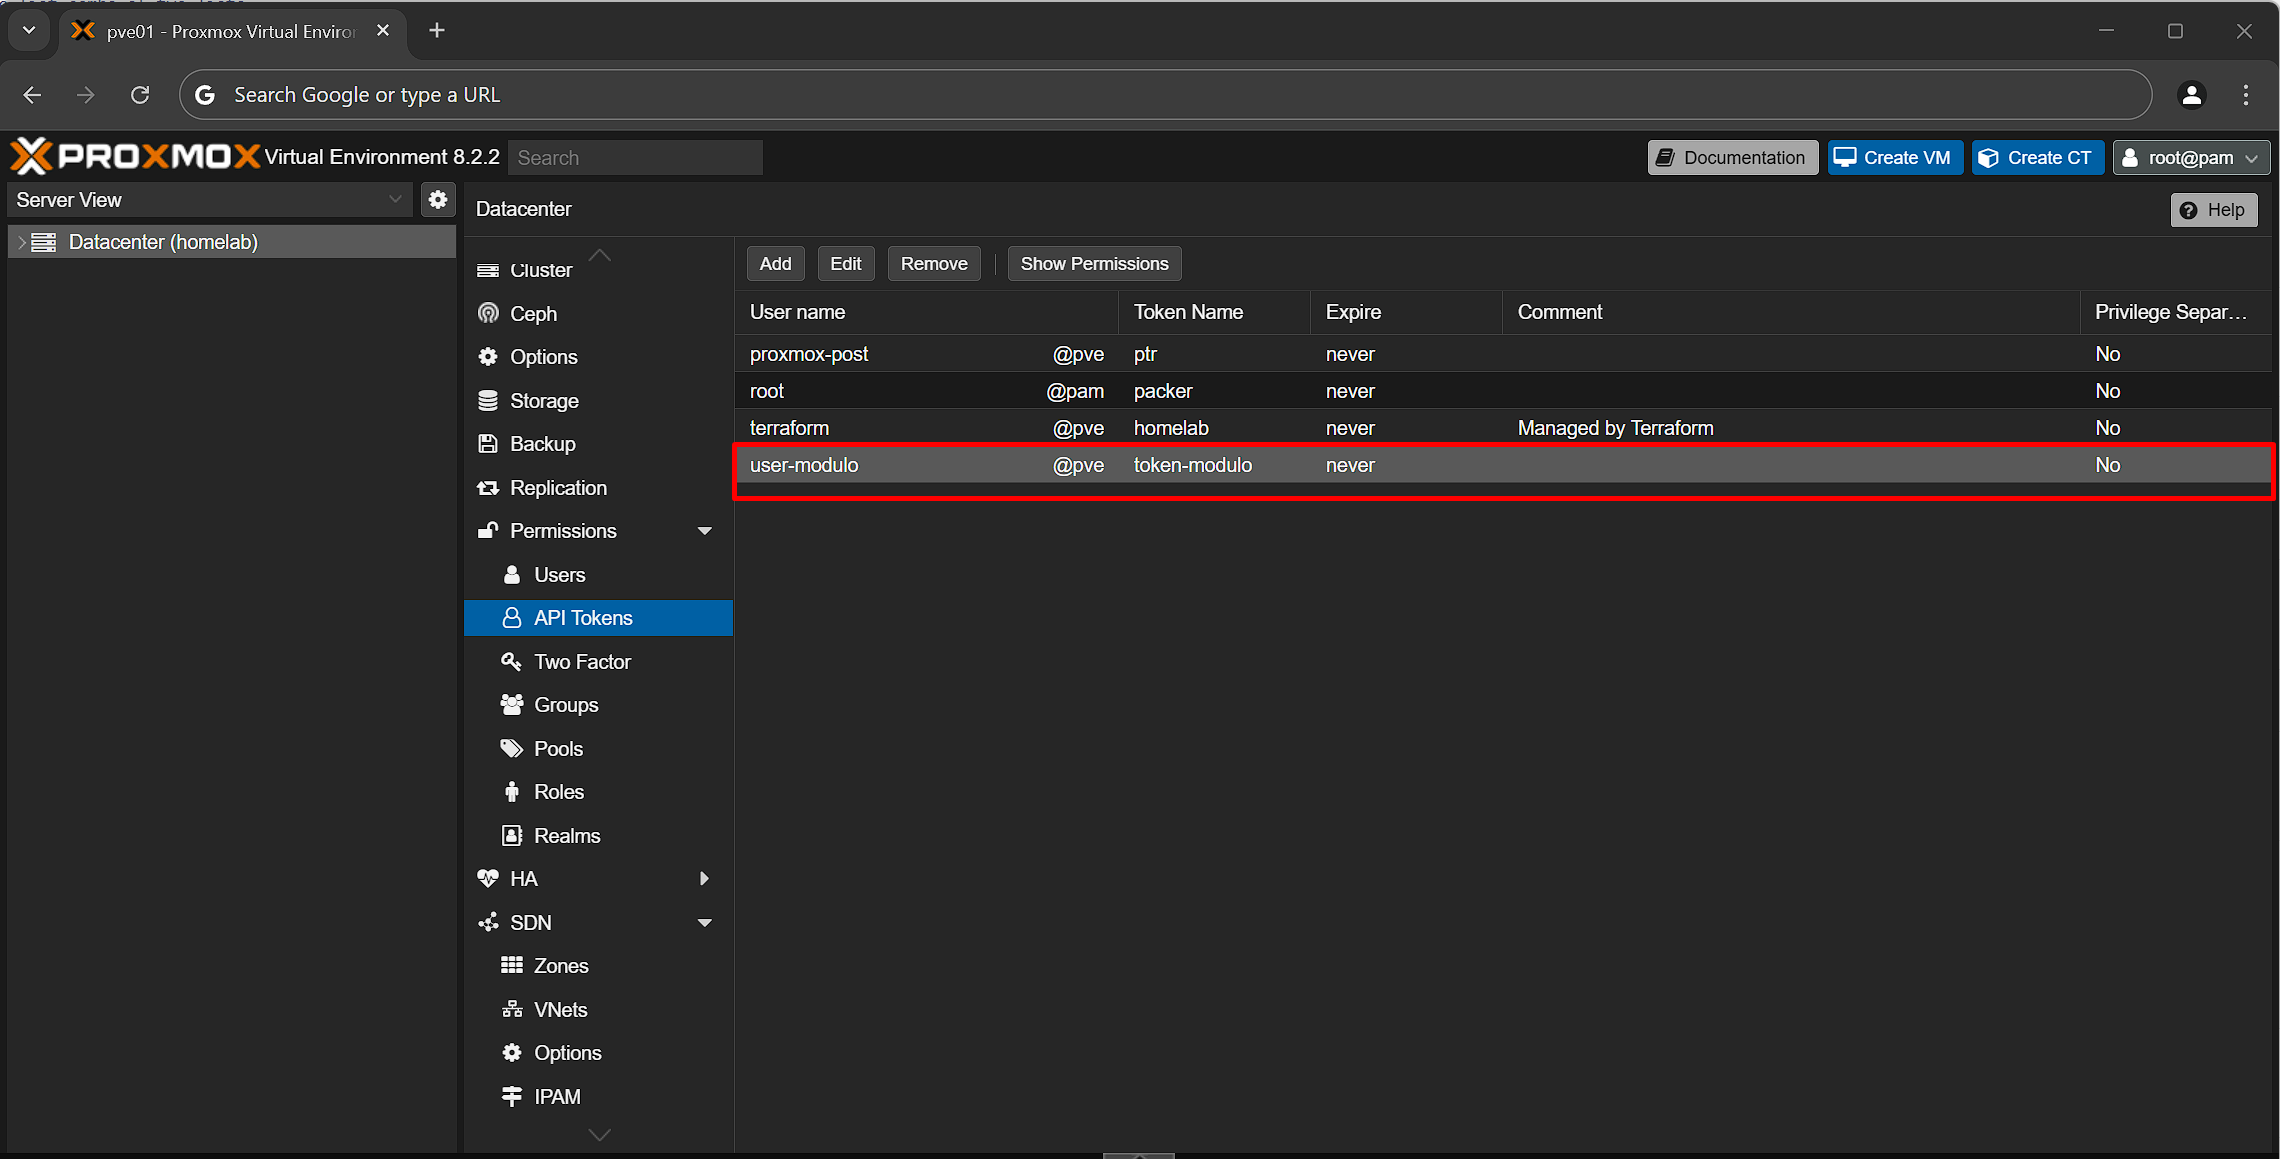 pve01 - Proxmox Virtual Enviro
Search Google or type a URL
PROXMOX Virtual Environment 8.2.2
Search
Documentation
Create VM
Create CT
root@pam
Server View
Datacenter
Help
Datacenter (homelab)
Cluster
Ceph
Options
Storage
Backup
Replication
Permissions
Users
API Tokens
Two Factor
Groups
Pools
Roles
Realms
HA
SDN
Zones
VNets
Options
IPAM
Add Edit Remove Show Permissions
User name Token Name Expire Comment Privilege Separ...
proxmox-post @pve ptr never No
root @pam packer never No
terraform @pve homelab never Managed by Terraform No
user-modulo @pve token-modulo never No